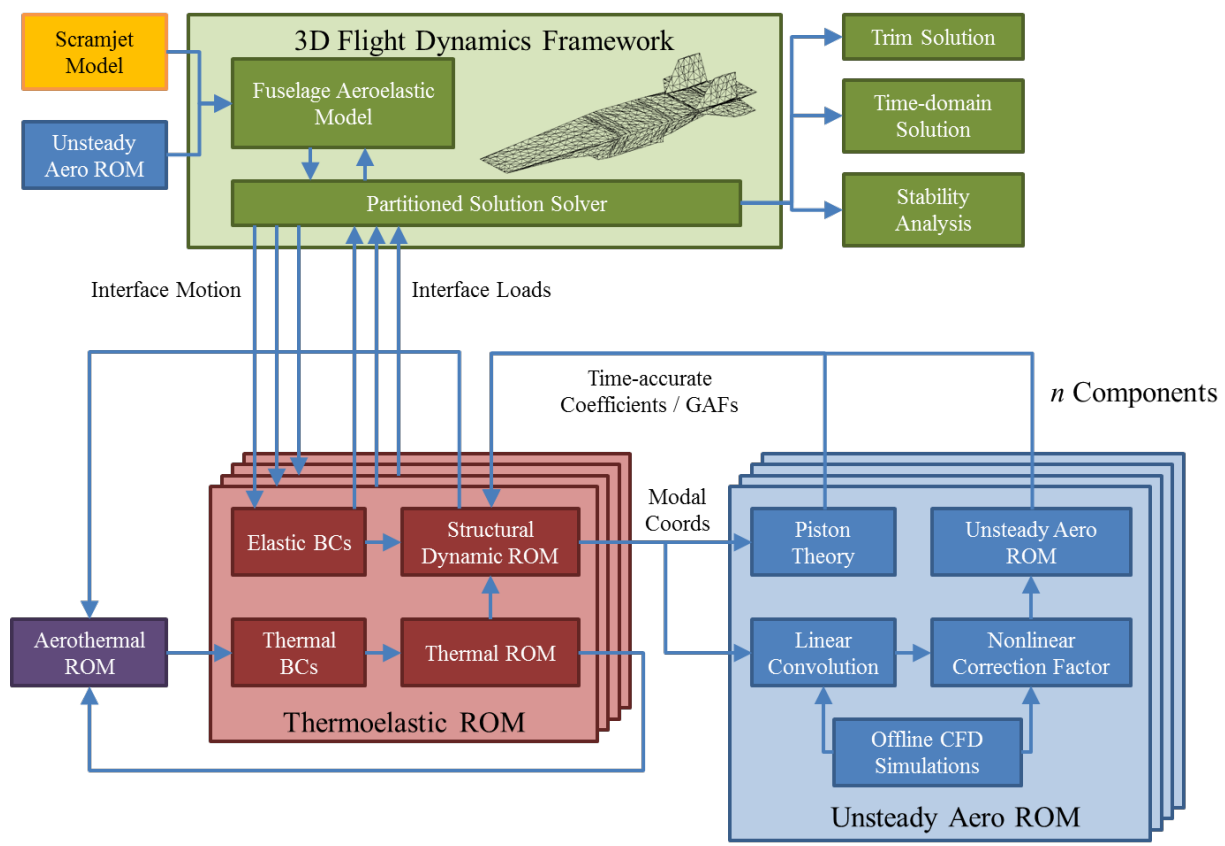 Scramjet
Model
Unsteady
Aero ROM
3D Flight Dynamics Framework
Fuselage Aeroelastic
Model
Partitioned Solution Solver
Trim Solution
Time-domain
Solution
Stability
Analysis
Interface Motion
Interface Loads
Time-accurate
Coefficients / GAFs
n Components
Elastic BCs
Structural
Dynamic ROM
Modal
Coords
Piston
Theory
Unsteady Aero
ROM
Aerothermal
ROM
Thermal
BCs
Thermal ROM
Linear
Convolution
Nonlinear
Correction Factor
Thermoelastic ROM
Offline CFD
Simulations
Unsteady Aero ROM